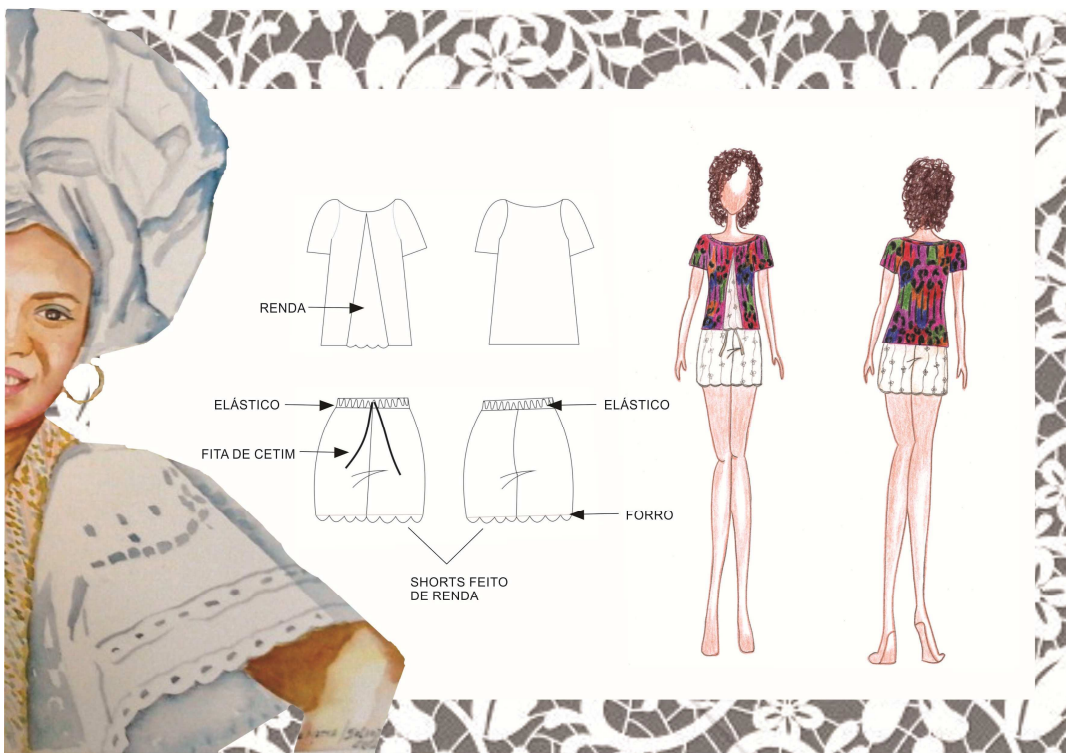 RENDA
ELÁSTICO
ELÁSTICO
FITA DE CETIM
FORRO
SHORTS FEITO
DE RENDA